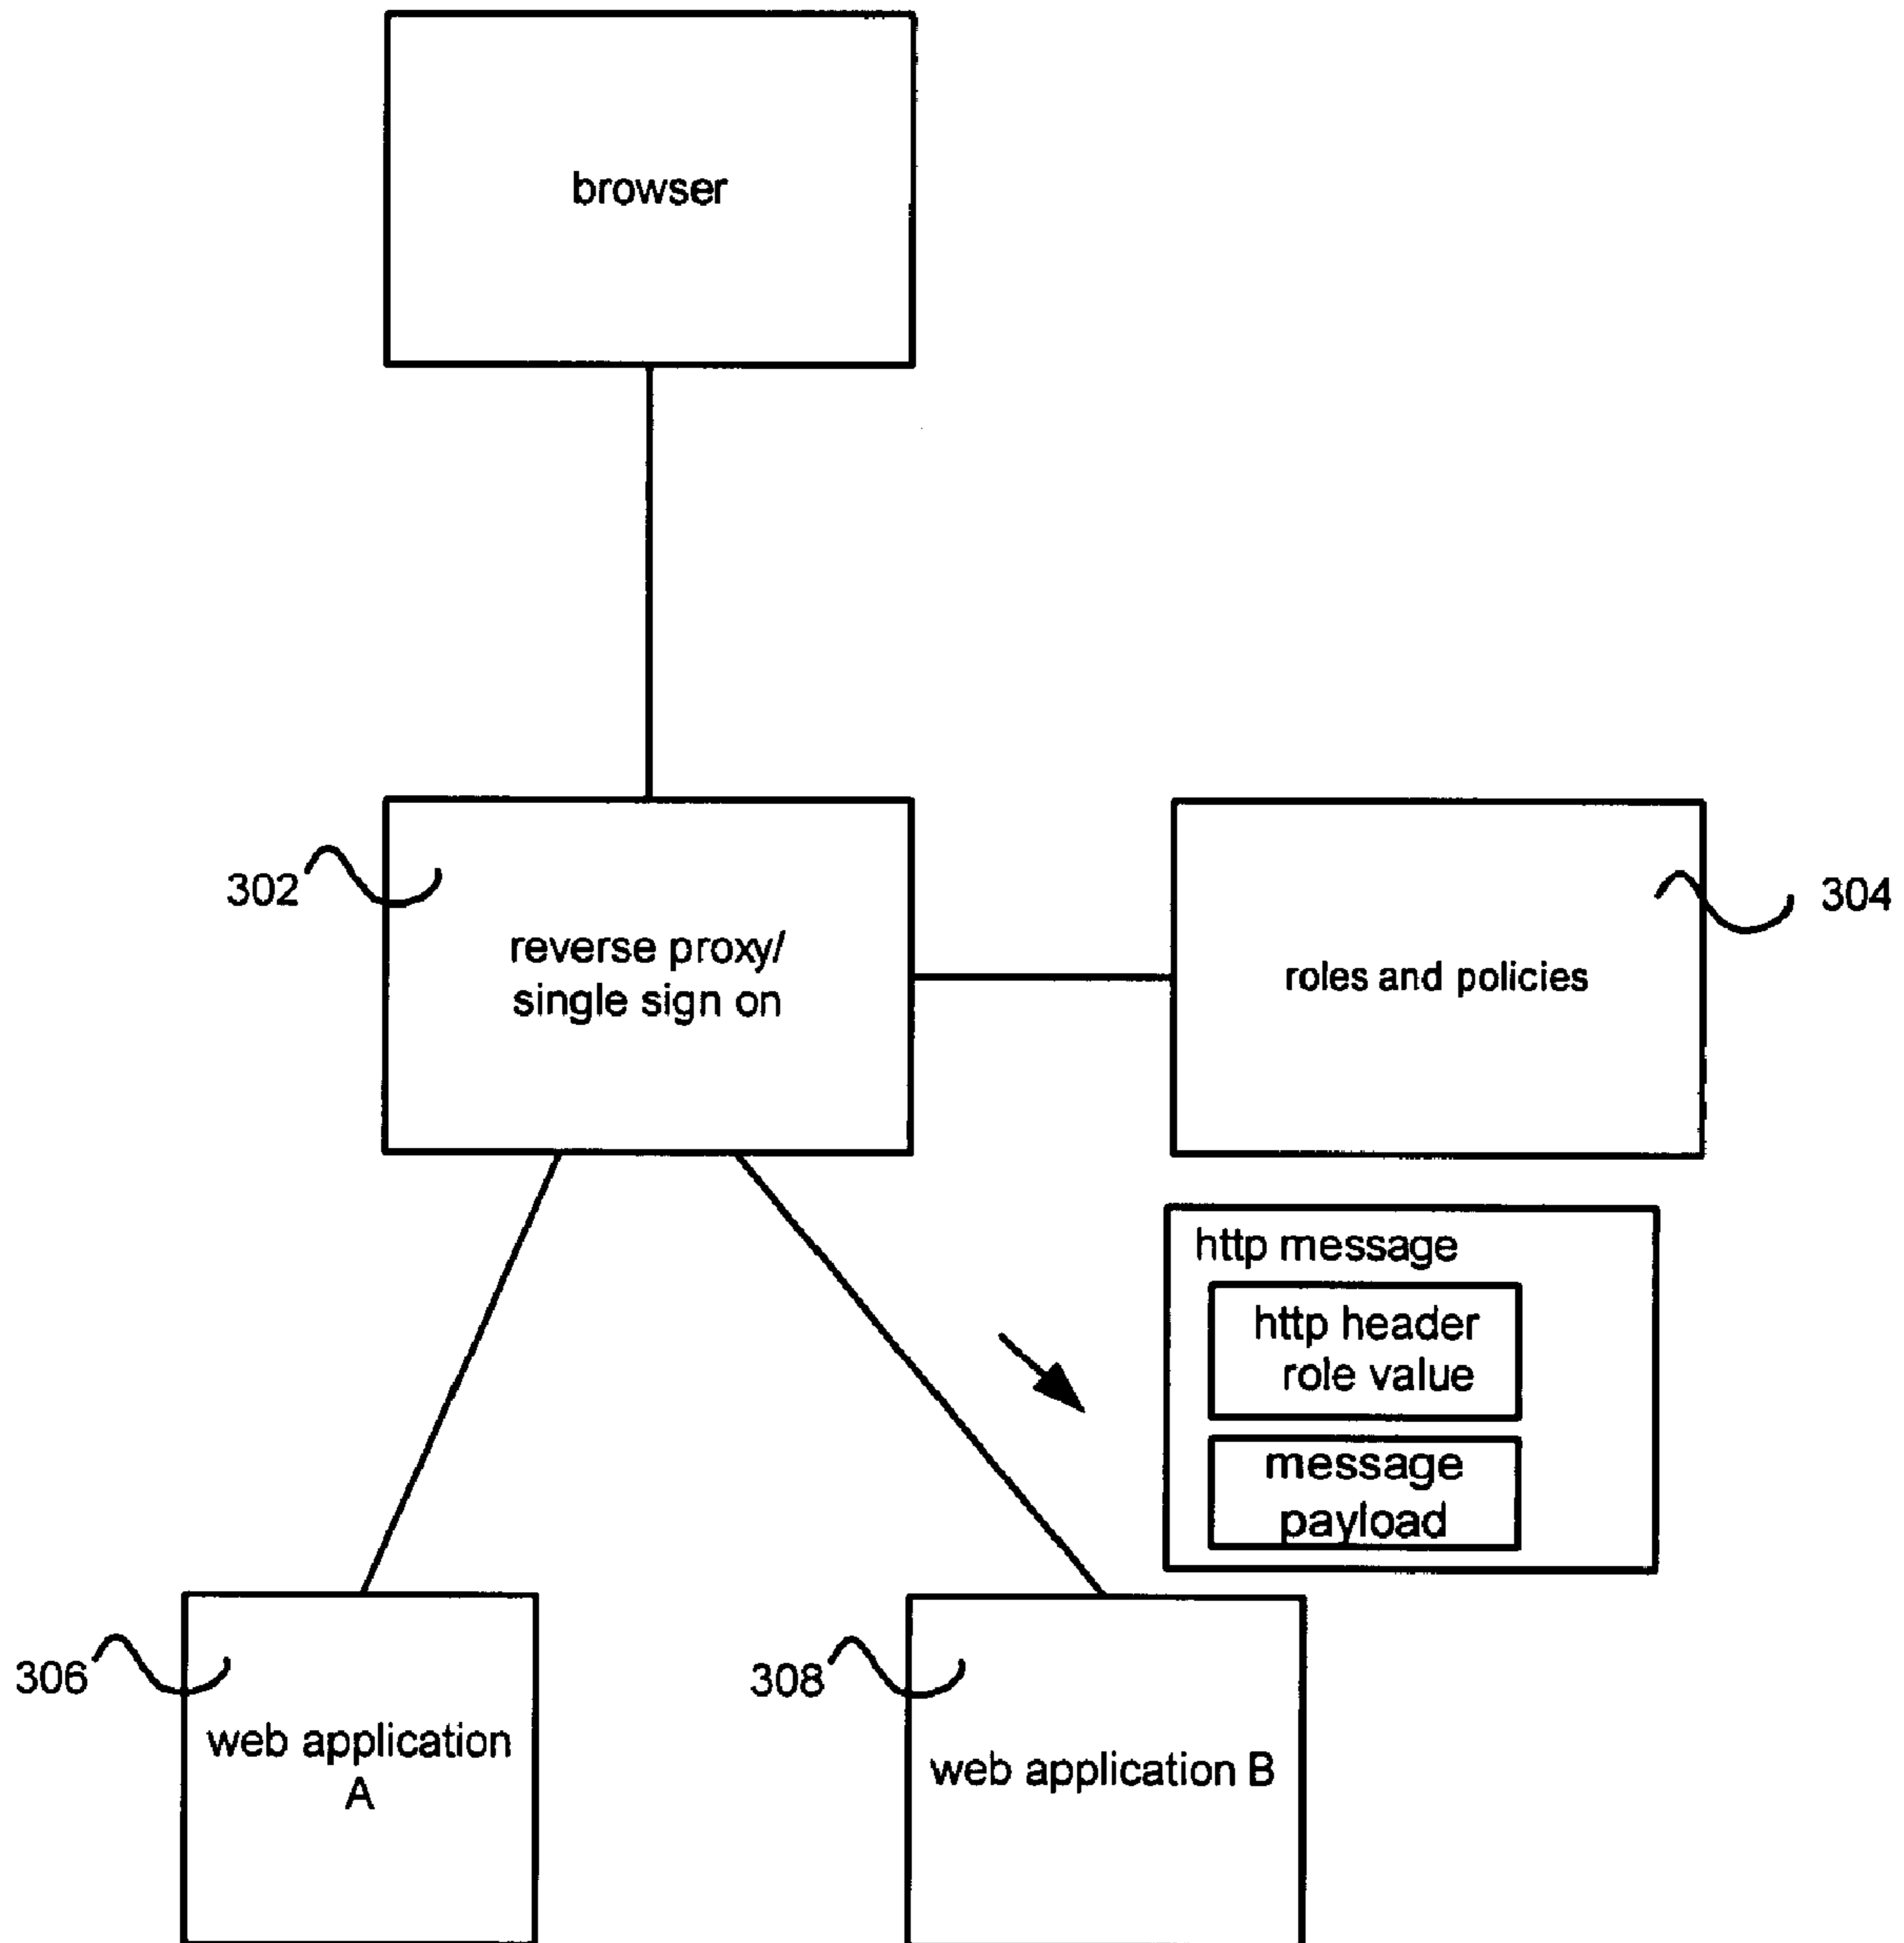 browser
302
reverse proxy/
single sign on
304
roles and policies
http message
http header
role value
message
payload
306
web application
A
308
web application B